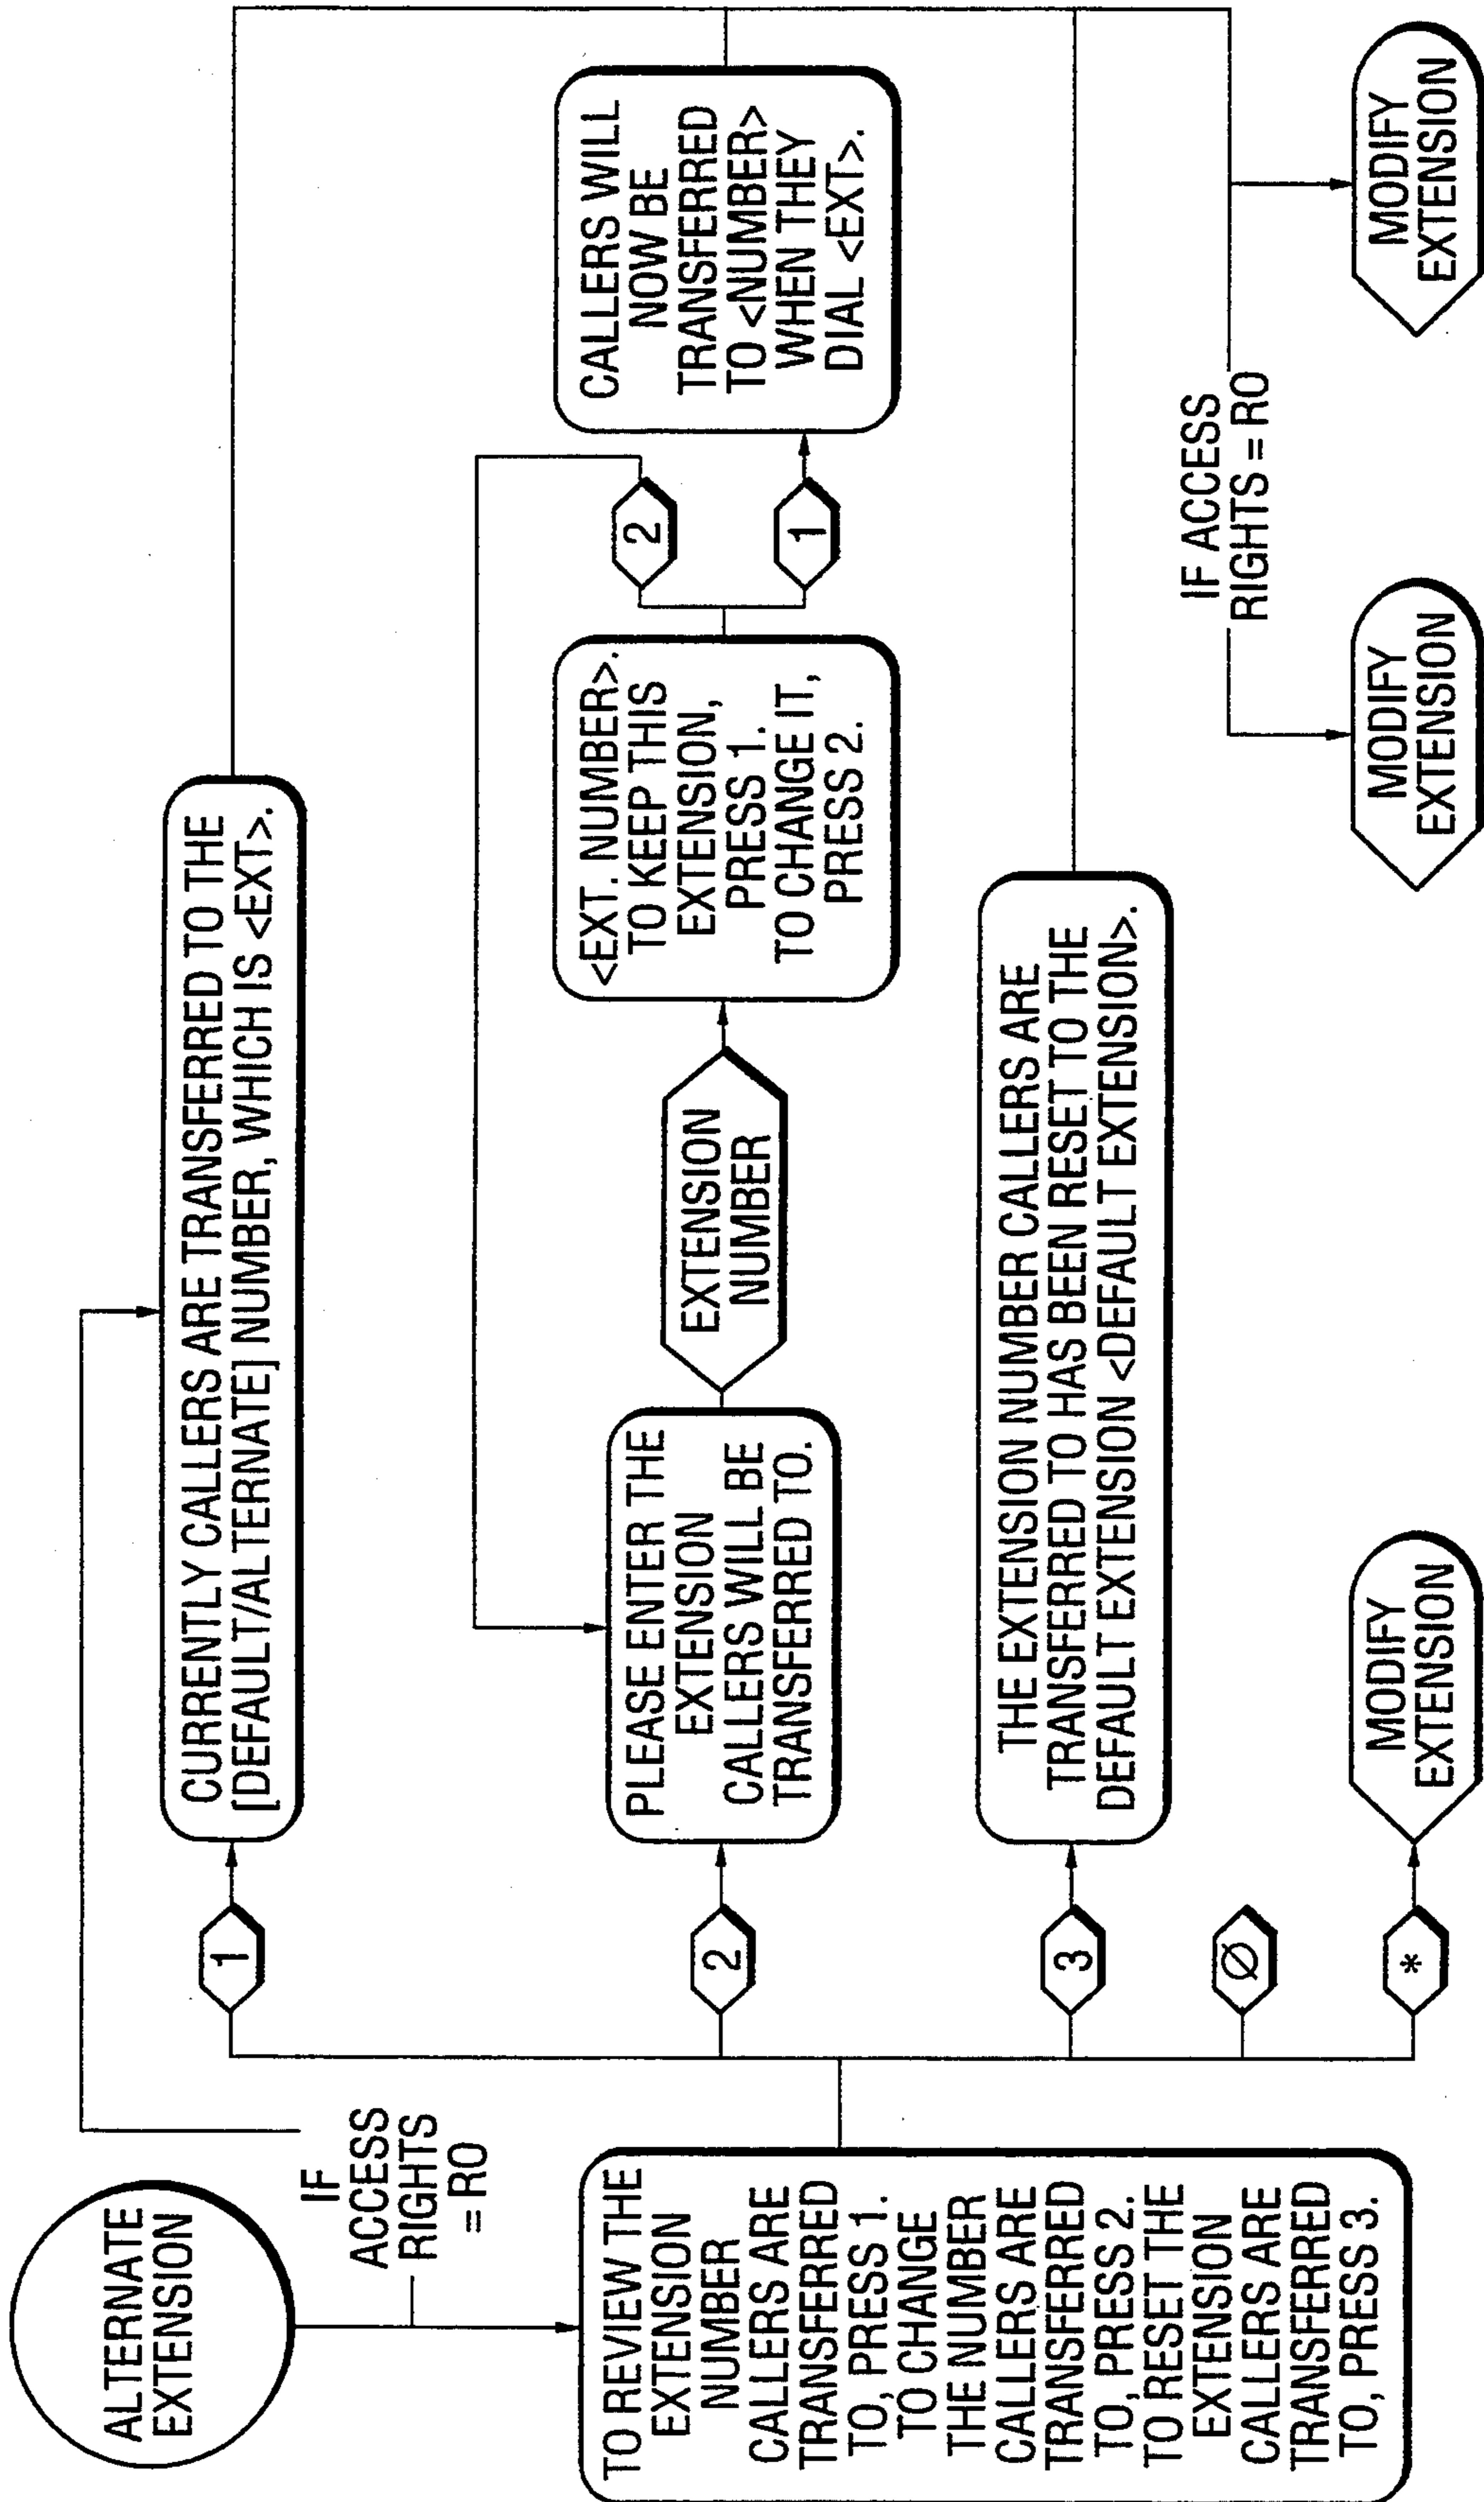 ALTERNATE
EXTENSION
IF
ACCESS
RIGHTS
= RO
TO REVIEW THE
EXTENSION
NUMBER
CALLERS ARE
TRANSFERRED
TO, PRESS 1.
TO CHANGE
THE NUMBER
CALLERS ARE
TRANSFERRED
TO, PRESS 2.
TO RESET THE
EXTENSION
CALLERS ARE
TRANSFERRED
TO, PRESS 3.
1
CURRENTLY CALLERS ARE TRANSFERRED TO THE
[DEFAULT/ALTERNATE] NUMBER, WHICH IS <EXT>.
2
PLEASE ENTER THE
EXTENSION
CALLERS WILL BE
TRANSFERRED TO.
EXTENSION
NUMBER
<EXT. NUMBER>.
TO KEEP THIS
EXTENSION,
PRESS 1.
TO CHANGE IT,
PRESS 2.
2
1
CALLERS WILL
NOW BE
TRANSFERRED
TO <NUMBER>
WHEN THEY
DIAL <EXT>.
3
THE EXTENSION NUMBER CALLERS ARE
TRANSFERRED TO HAS BEEN RESET TO THE
DEFAULT EXTENSION <DEFAULT EXTENSION>.
∅
*
MODIFY
EXTENSION
IF ACCESS
RIGHTS = RO
MODIFY
EXTENSION
MODIFY
EXTENSION